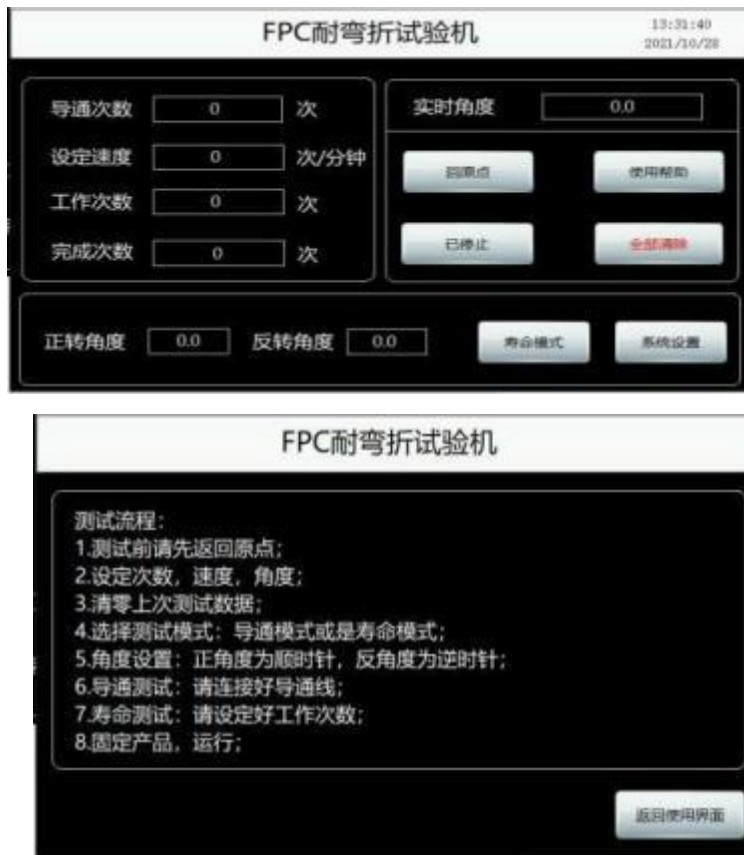 FPC耐弯折试验机
13:31:40
2021/10/28
导通次数 0 次
实时角度 0.0
设定速度 0 次/分钟
回原点 使用帮助
工作次数 0 次
完成次数 0 次
已停止 全部清除
正转角度 0.0 反转角度 0.0 寿命模式 系统设置
FPC耐弯折试验机
测试流程:
1.测试前请先返回原点;
2.设定次数, 速度, 角度;
3.清零上次测试数据;
4.选择测试模式: 导通模式或是寿命模式;
5.角度设置: 正角度为顺时针, 反角度为逆时针;
6.导通测试: 请连接好导通线;
7.寿命测试: 请设定好工作次数;
8.固定产品, 运行;
返回使用界面